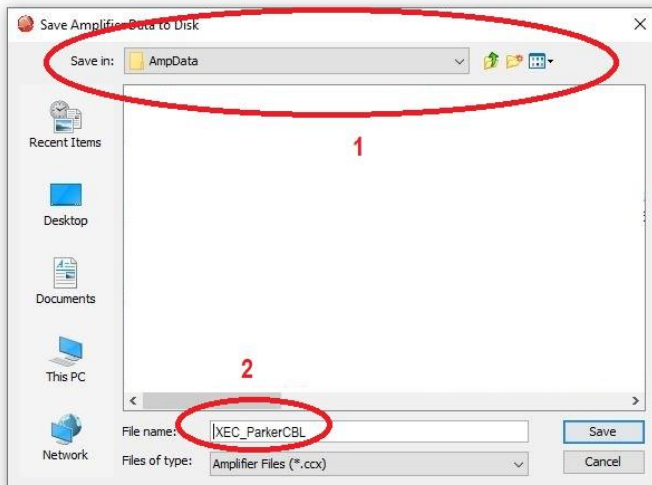 Save Amplifier Data to Disk
Save in: AmpData
1
Recent Items
Desktop
Documents
This PC
Network
2
File name: XEC_ParkerCBL Save
Files of type: Amplifier Files (*.ccx) Cancel